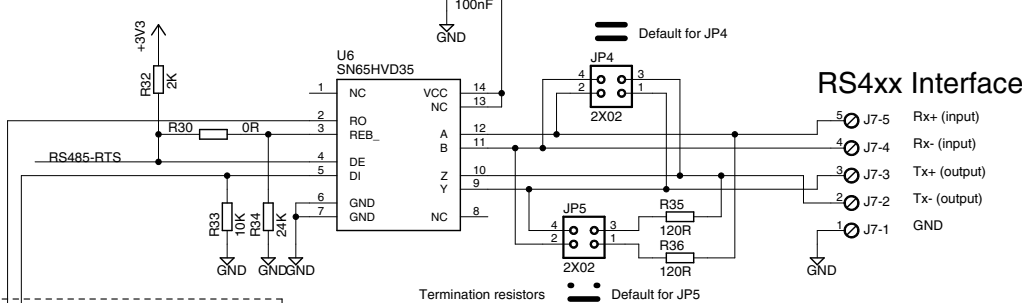 100nF
GND
Default for JP4
+3V3
R32
2K
U6
SN65HVD35
JP4
4 3
2 1
2X02
RS4xx Interface
1 NC VCC 14
NC 13
2 RO
R30 0R 3 REB_ A 12
B 11
RS485-RTS 4 DE
5 DI Z 10
Y 9
6 GND
7 GND NC 8
R33
10K
R34
24K
GND
GND
GND
5 J7-5 Rx+ (input)
4 J7-4 Rx- (input)
3 J7-3 Tx+ (output)
2 J7-2 Tx- (output)
1 J7-1 GND
GND
JP5
4 3
2 1
2X02
R35
120R
R36
120R
Termination resistors
Default for JP5